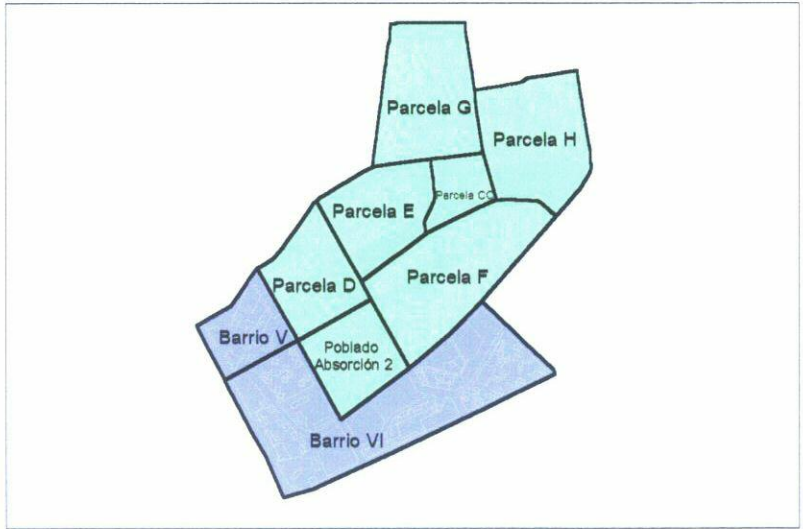 Parcela G
Parcela H
Parcela CC
Parcela E
Parcela F
Parcela D
Barrio V
Poblado
Absorción 2
Barrio VI